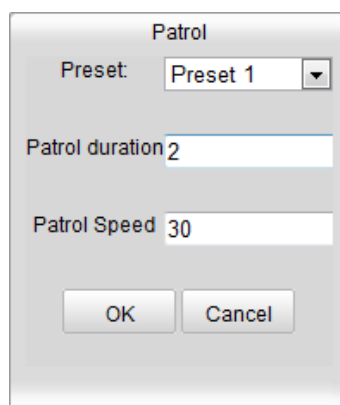 Patrol
Preset: Preset 1
Patrol duration 2
Patrol Speed 30
OK Cancel